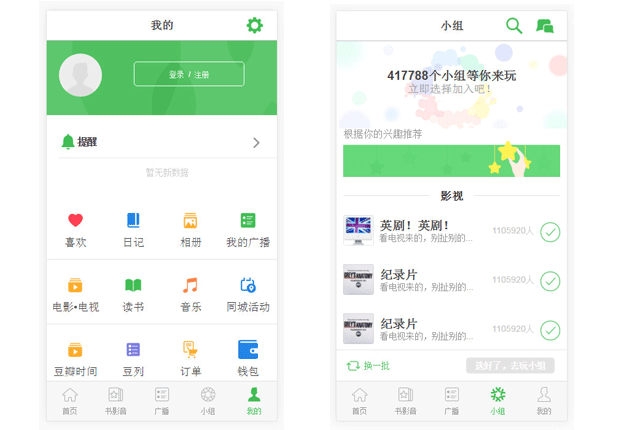 我的
登录 / 注册
提醒
暂无新数据
喜欢 日记 相册 我的广播
电影•电视 读书 音乐 同城活动
豆瓣时间 豆列 订单 钱包
首页 书影音 广播 小组 我的
小组
417788个小组等你来玩
立即选择加入吧！
根据你的兴趣推荐
影视
英剧！英剧！
看电视来的，别扯别的... 1105920人
纪录片
看电视来的，别扯别的... 1105920人
纪录片
看电视来的，别扯别的... 1105920人
换一批 选好了，去玩小组
首页 书影音 广播 小组 我的